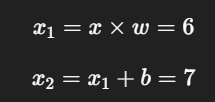 x₁ = x × w = 6
x₂ = x₁ + b = 7